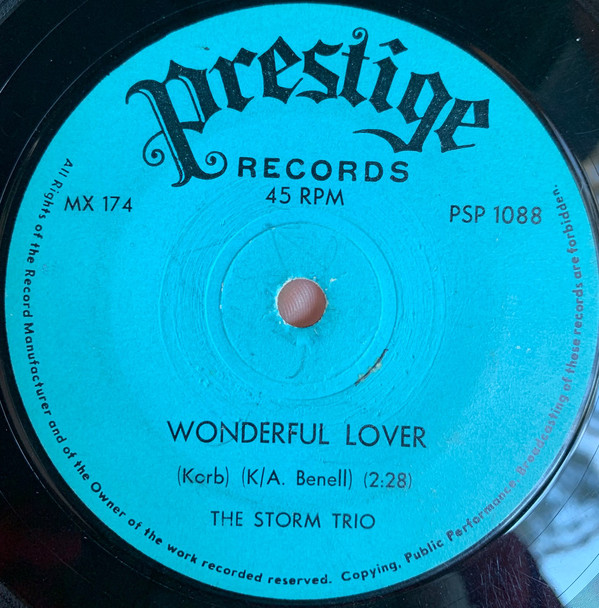 Prestige
RECORDS
45 RPM
MX 174
PSP 1088
WONDERFUL LOVER
(Korb) (K/A. Benell) (2:28)
THE STORM TRIO
All Rights of the Record Manufacturer and of the Owner of the work recorded reserved. Copying, Public Performance, Broadcasting of these records are forbidden.